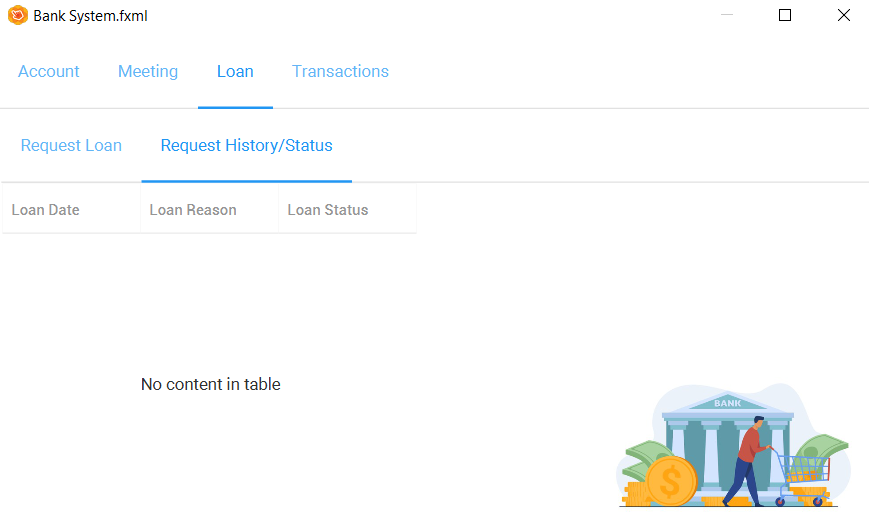 Bank System.fxml
Account Meeting Loan Transactions
Request Loan Request History/Status
Loan Date Loan Reason Loan Status
No content in table
BANK
$